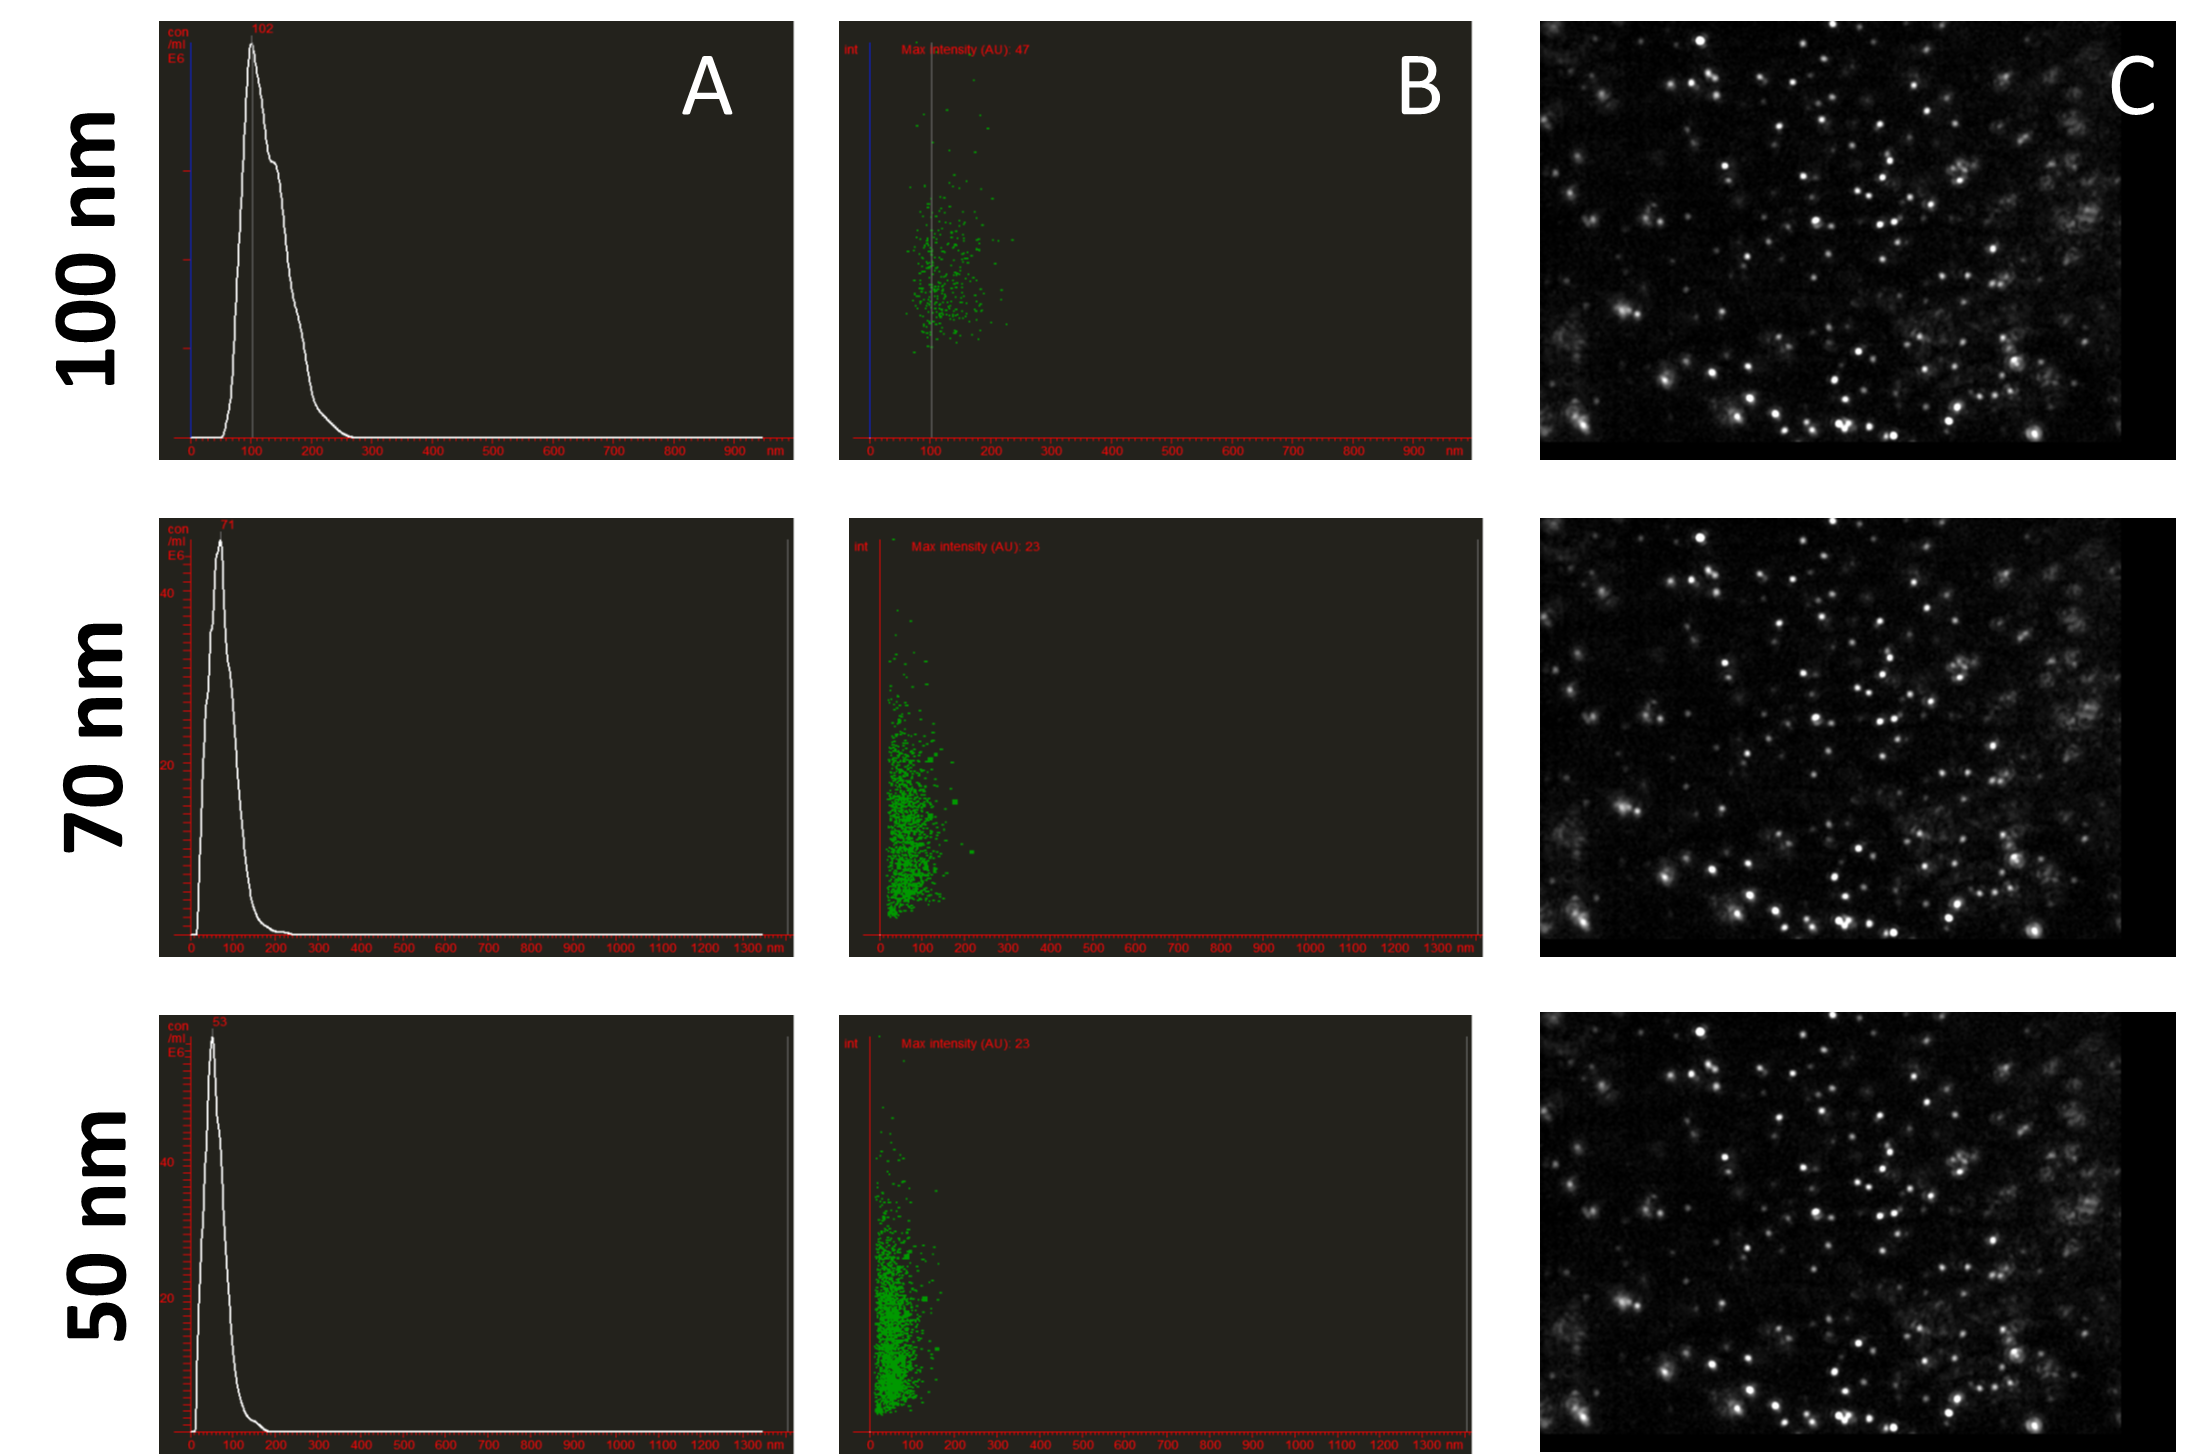 100 nm
con
/ml
E6
102
A
0 100 200 300 400 500 600 700 800 900 nm
int Max intensity (AU): 47
B
0 100 200 300 400 500 600 700 800 900 nm
C
70 nm
con
/ml
E6
71
40
20
0 100 200 300 400 500 600 700 800 900 1000 1100 1200 1300 nm
int Max intensity (AU): 23
0 100 200 300 400 500 600 700 800 900 1000 1100 1200 1300 nm
50 nm
con
/ml
E6
53
40
20
0 100 200 300 400 500 600 700 800 900 1000 1100 1200 1300 nm
int Max intensity (AU): 23
0 100 200 300 400 500 600 700 800 900 1000 1100 1200 1300 nm